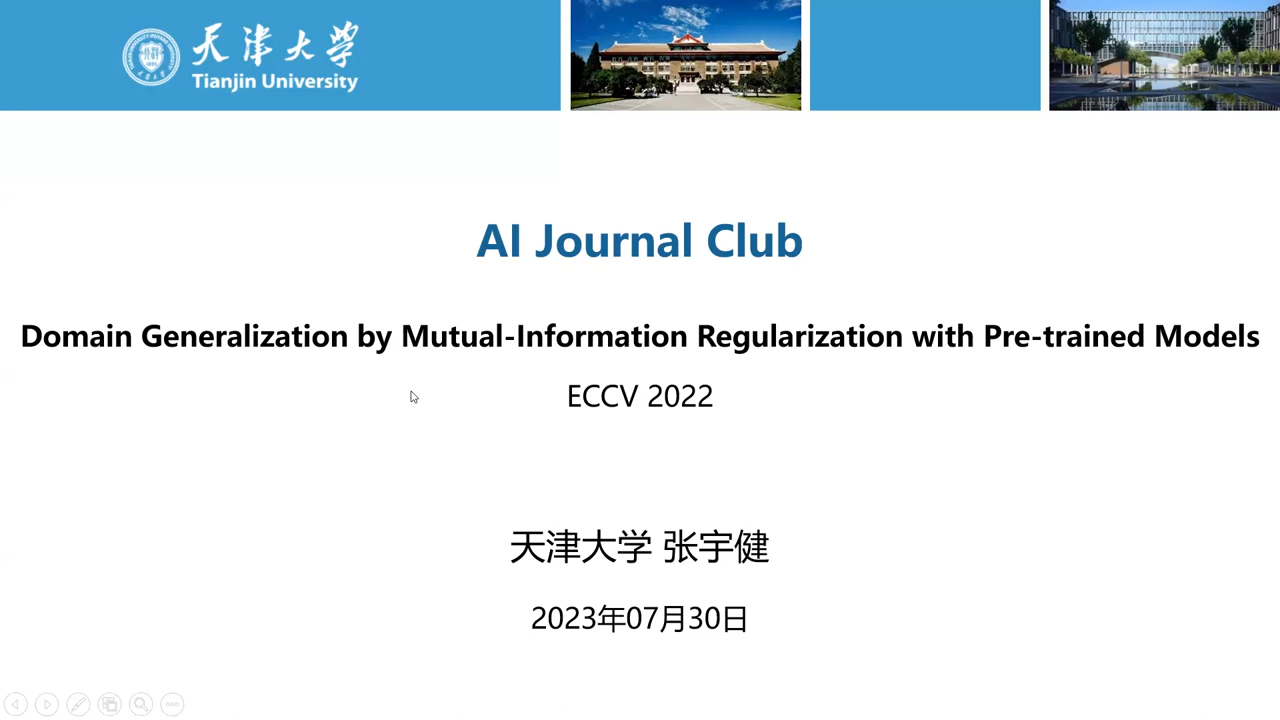 天津大学
Tianjin University
AI Journal Club
Domain Generalization by Mutual-Information Regularization with Pre-trained Models
ECCV 2022
天津大学 张宇健
2023年07月30日